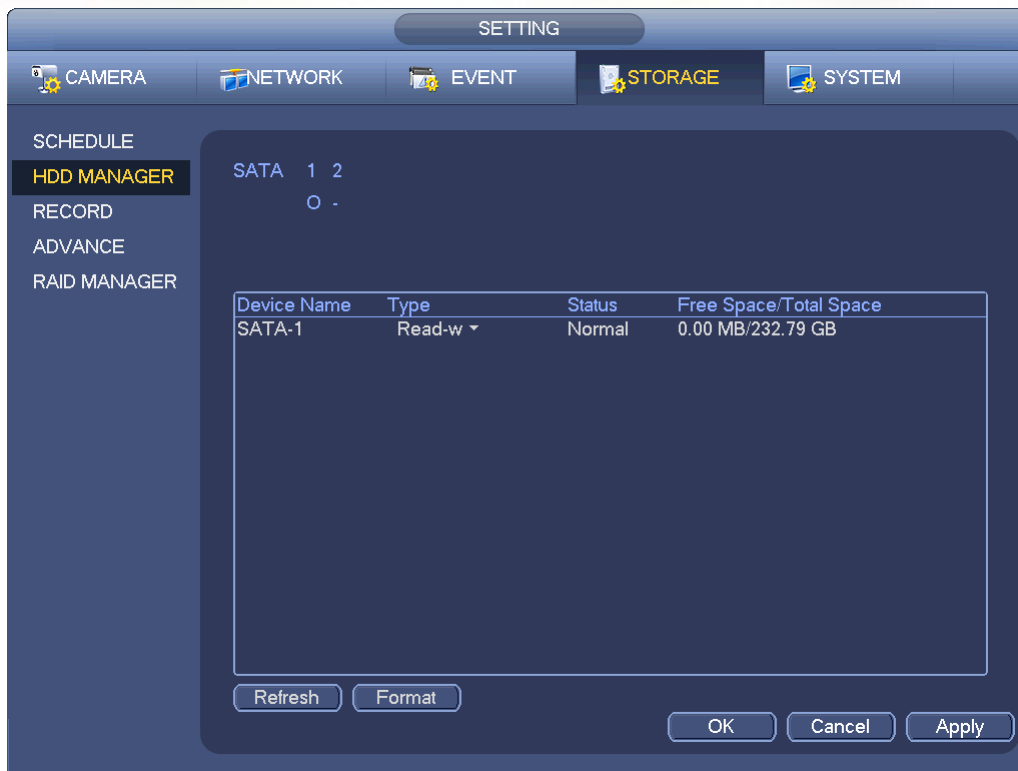 SETTING
CAMERA NETWORK EVENT STORAGE SYSTEM
SCHEDULE
HDD MANAGER
RECORD
ADVANCE
RAID MANAGER
SATA 1 2
O -
Device Name Type Status Free Space/Total Space
SATA-1 Read-w Normal 0.00 MB/232.79 GB
Refresh Format
OK Cancel Apply